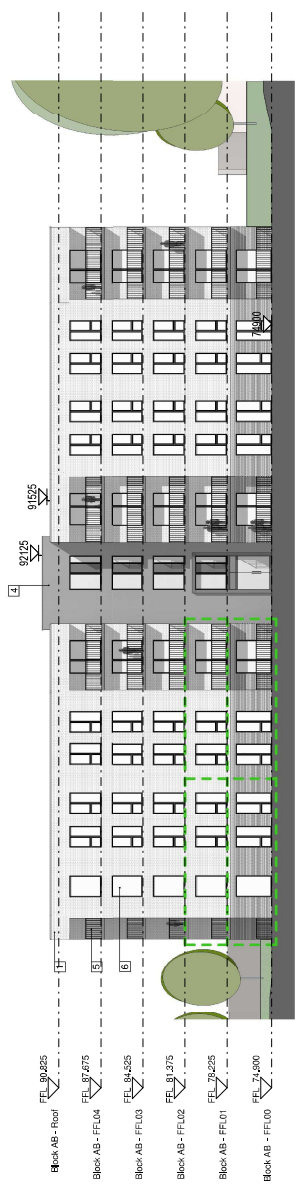 4
92125
91525
74900
1
5
6
FFL 90.825
Block AB - Roof
FFL 87.675
Block AB - FFL04
FFL 84.525
Block AB - FFL03
FFL 81.375
Block AB - FFL02
FFL 78.225
Block AB - FFL01
FFL 74.900
Block AB - FFL00